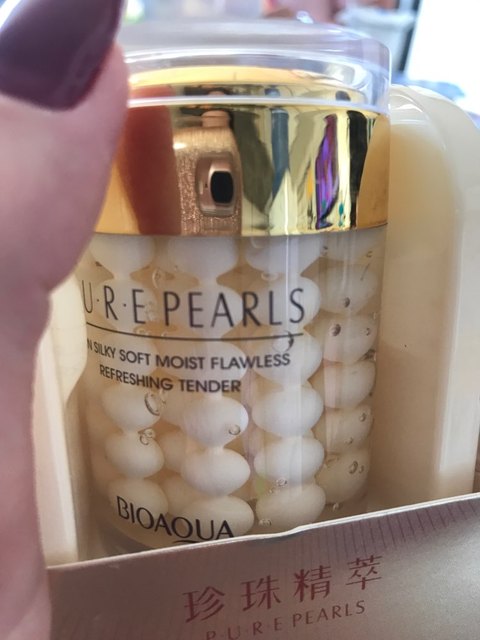 U·R·E PEARLS
N SILKY SOFT MOIST FLAWLESS
REFRESHING TENDER
BIOAQUA
珍珠精萃
P·U·R·E PEARLS